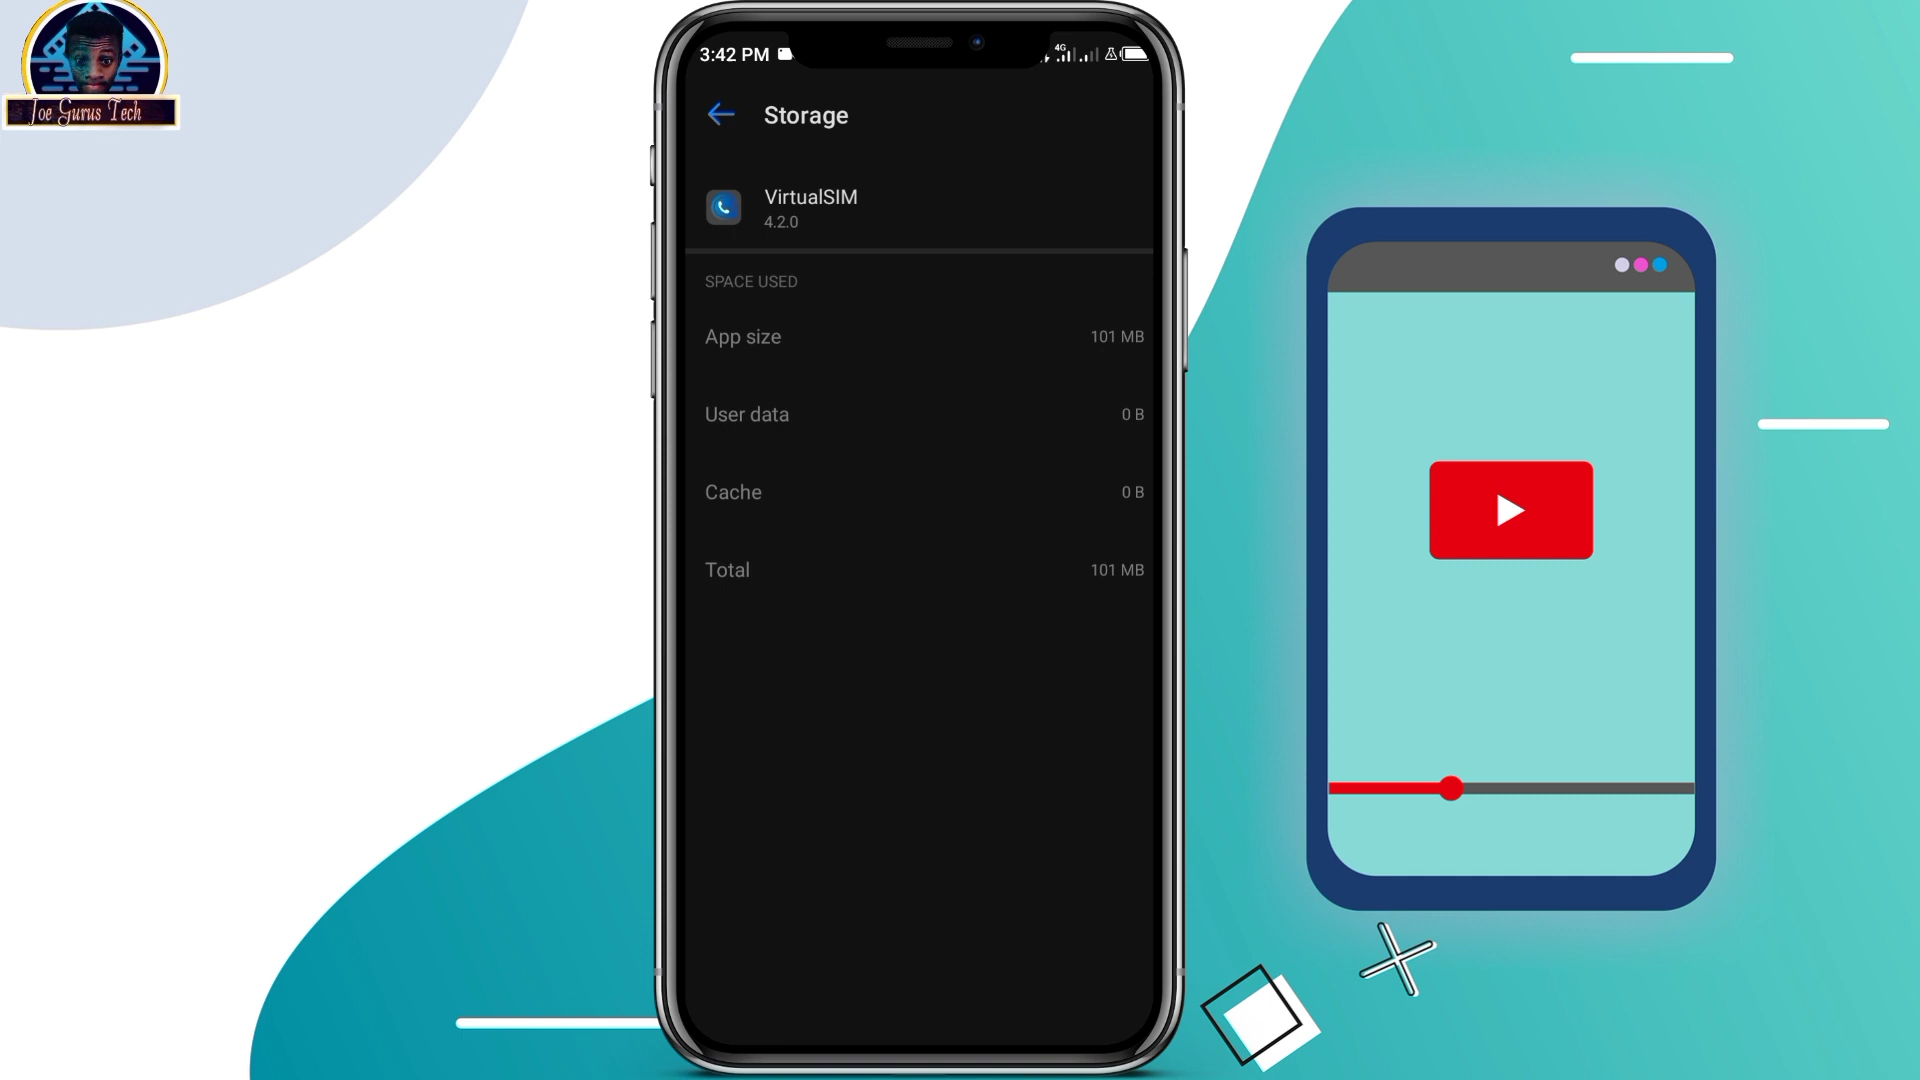 Joe Gurus Tech
3:42 PM
4G
Storage
VirtualSIM
4.2.0
SPACE USED
App size 101 MB
User data 0 B
Cache 0 B
Total 101 MB